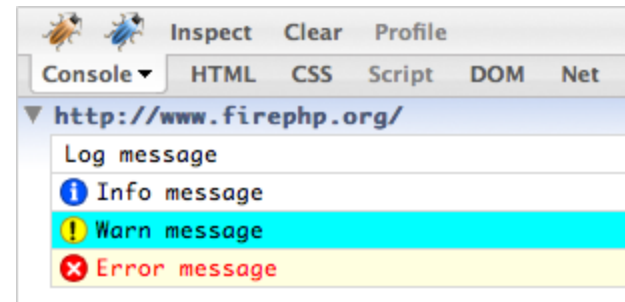 Inspect Clear Profile
Console HTML CSS Script DOM Net
http://www.firephp.org/
Log message
Info message
Warn message
Error message